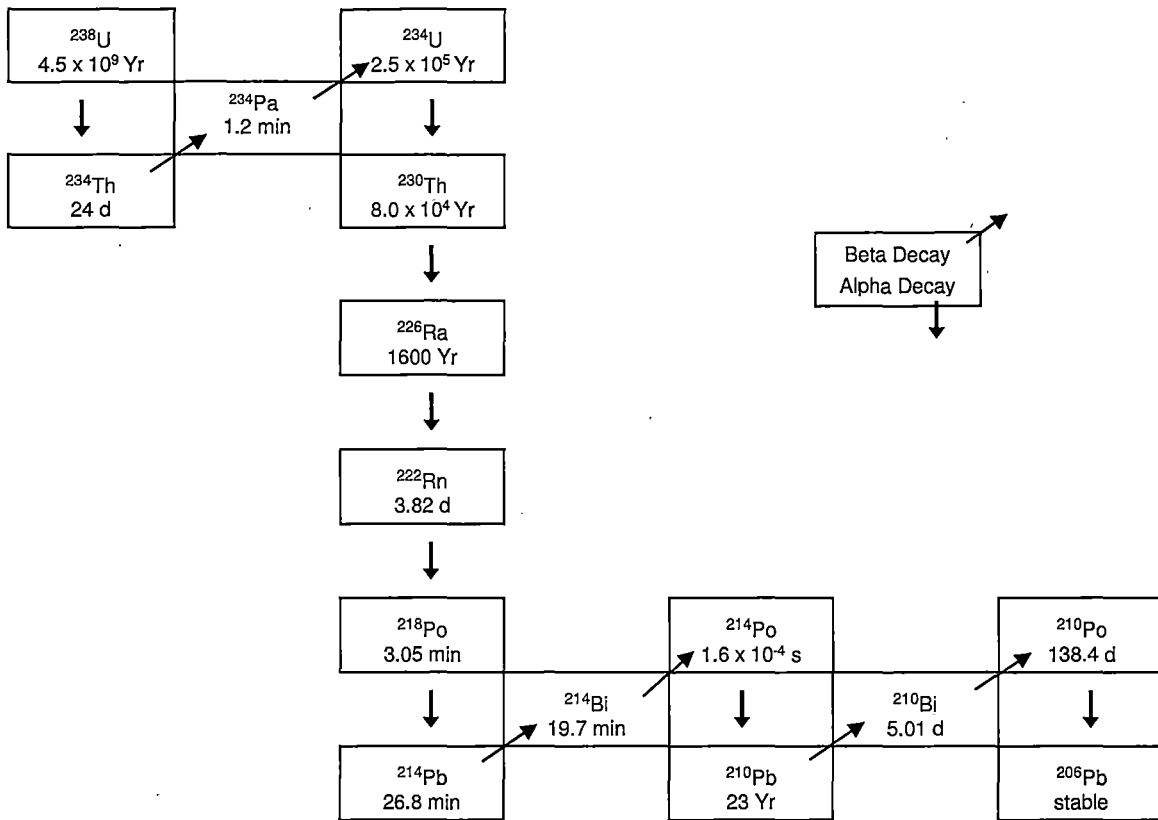 ²³⁸U
4.5 x 10⁹ Yr
²³⁴U
2.5 x 10⁵ Yr
²³⁴Pa
1.2 min
²³⁴Th
24 d
²³⁰Th
8.0 x 10⁴ Yr
Beta Decay
Alpha Decay
²²⁶Ra
1600 Yr
²²²Rn
3.82 d
²¹⁸Po
3.05 min
²¹⁴Po
1.6 x 10⁻⁴ s
²¹⁰Po
138.4 d
²¹⁴Bi
19.7 min
²¹⁰Bi
5.01 d
²¹⁴Pb
26.8 min
²¹⁰Pb
23 Yr
²⁰⁶Pb
stable